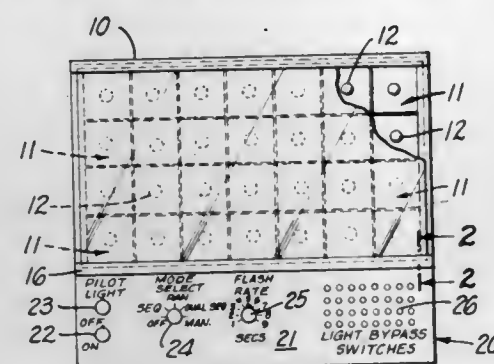 10
12
11
12
11
12
11
11
2
2
16
PILOT LIGHT
MODE SELECT
FLASH RATE
23
RAN
SEQ
DUAL SEQ
25
26
OFF
OFF
MAN.
22
ON
24
SECS
21
LIGHT BYPASS
SWITCHES
20